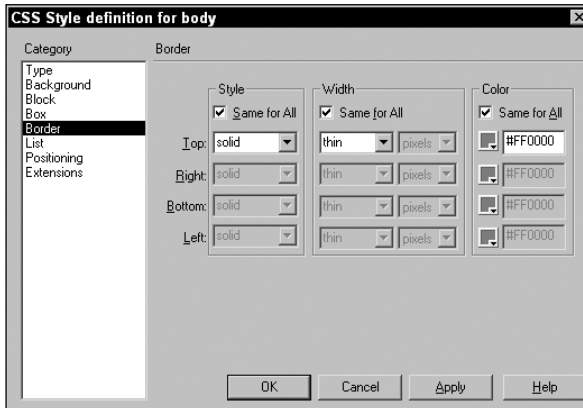 CSS Style definition for body
Category
Border
Type
Background
Block
Box
Border
List
Positioning
Extensions
Style Width Color
Same for All Same for All Same for All
Top: solid thin pixels #FF0000
Right: solid thin pixels #FF0000
Bottom: solid thin pixels #FF0000
Left: solid thin pixels #FF0000
OK Cancel Apply Help